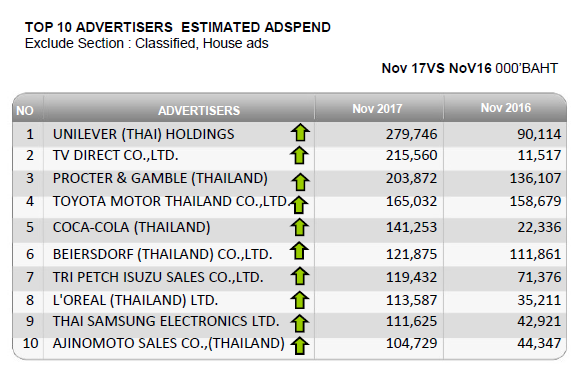 TOP 10 ADVERTISERS ESTIMATED ADSPEND
Exclude Section : Classified, House ads
Nov 17VS NoV16 000'BAHT
NO ADVERTISERS Nov 2017 Nov 2016
1 UNILEVER (THAI) HOLDINGS 279,746 90,114
2 TV DIRECT CO.,LTD. 215,560 11,517
3 PROCTER & GAMBLE (THAILAND) 203,872 136,107
4 TOYOTA MOTOR THAILAND CO.,LTD. 165,032 158,679
5 COCA-COLA (THAILAND) 141,253 22,336
6 BEIERSDORF (THAILAND) CO.,LTD. 121,875 111,861
7 TRI PETCH ISUZU SALES CO.,LTD. 119,432 71,376
8 L'OREAL (THAILAND) LTD. 113,587 35,211
9 THAI SAMSUNG ELECTRONICS LTD. 111,625 42,921
10 AJINOMOTO SALES CO.,(THAILAND) 104,729 44,347